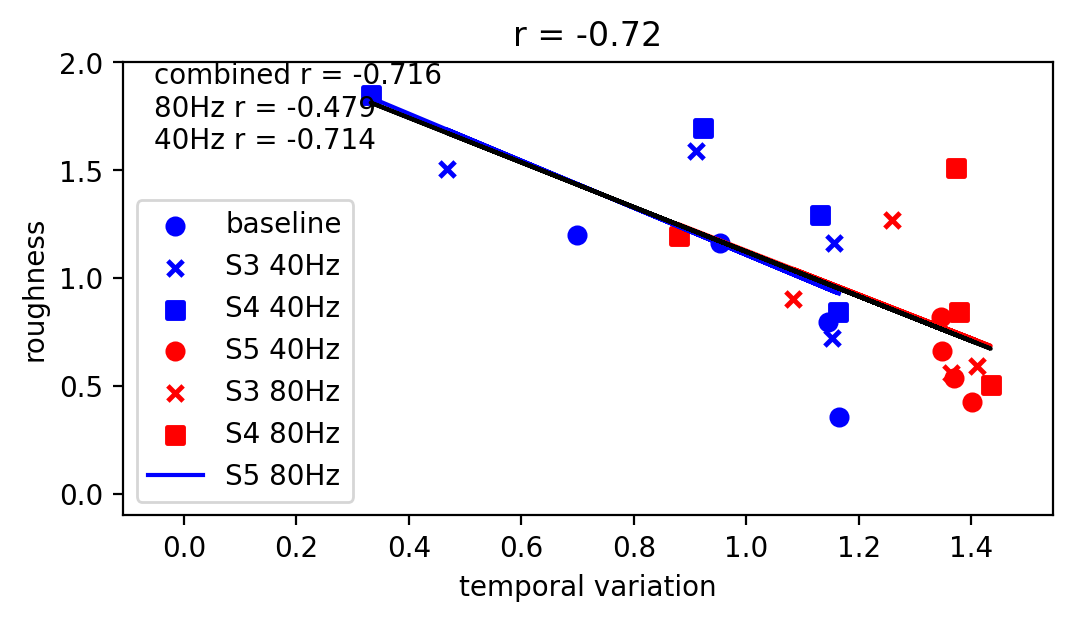 r = -0.72
combined r = -0.716
80Hz r = -0.479
40Hz r = -0.714
baseline
S3 40Hz
S4 40Hz
S5 40Hz
S3 80Hz
S4 80Hz
S5 80Hz
roughness
2.0
1.5
1.0
0.5
0.0
0.0 0.2 0.4 0.6 0.8 1.0 1.2 1.4
temporal variation